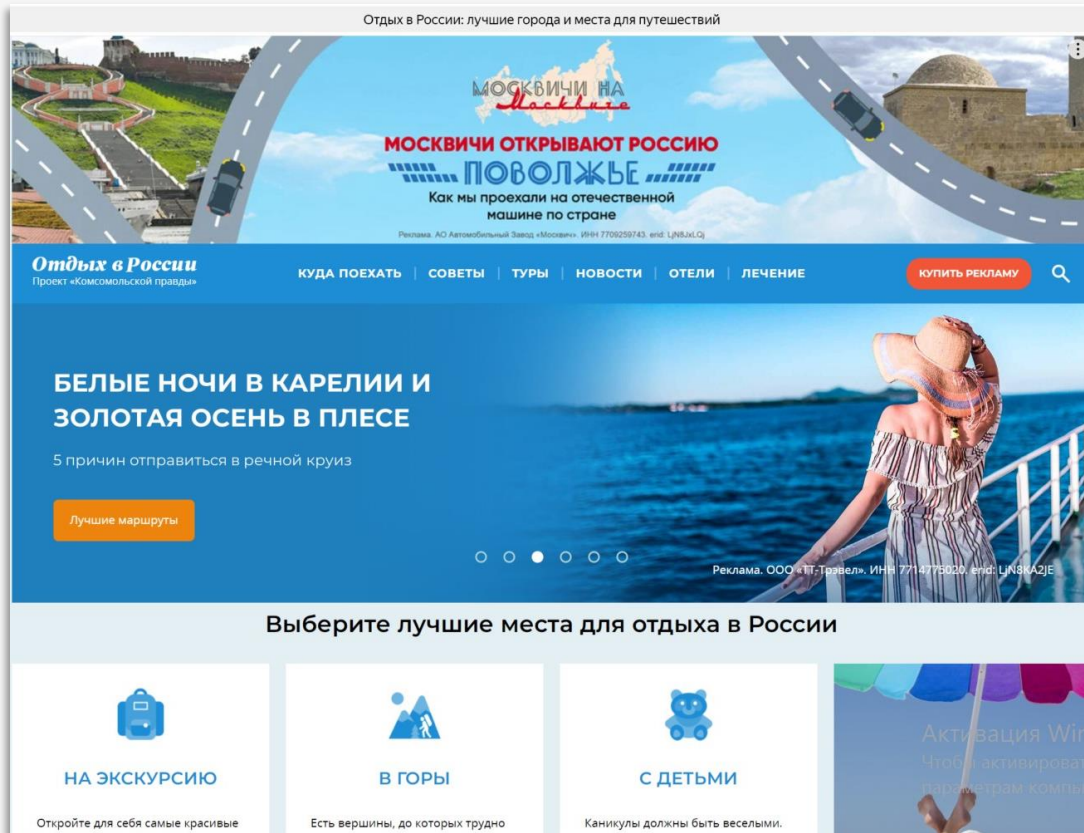 Отдых в России: лучшие города и места для путешествий
МОСКВИЧИ НА
Москвиче
МОСКВИЧИ ОТКРЫВАЮТ РОССИЮ
ПОВОЛЖЬЕ
Как мы проехали на отечественной
машине по стране
Реклама. АО Автомобильный Завод «Москвич». ИНН 7709259743. erid: LjN8JxLQj
Отдых в России
Проект «Комсомольской правды»
КУДА ПОЕХАТЬ
СОВЕТЫ
ТУРЫ
НОВОСТИ
ОТЕЛИ
ЛЕЧЕНИЕ
КУПИТЬ РЕКЛАМУ
БЕЛЫЕ НОЧИ В КАРЕЛИИ И
ЗОЛОТАЯ ОСЕНЬ В ПЛЕСЕ
5 причин отправиться в речной круиз
Лучшие маршруты
Реклама. ООО «ТТ-Трэвел». ИНН 7714775020. erid: LjN8KA2JE
Выберите лучшие места для отдыха в России
НА ЭКСКУРСИЮ
В ГОРЫ
С ДЕТЬМИ
Откройте для себя самые красивые
Есть вершины, до которых трудно
Каникулы должны быть веселыми.
Активация Win
Чтобы активироват
параметрам компь